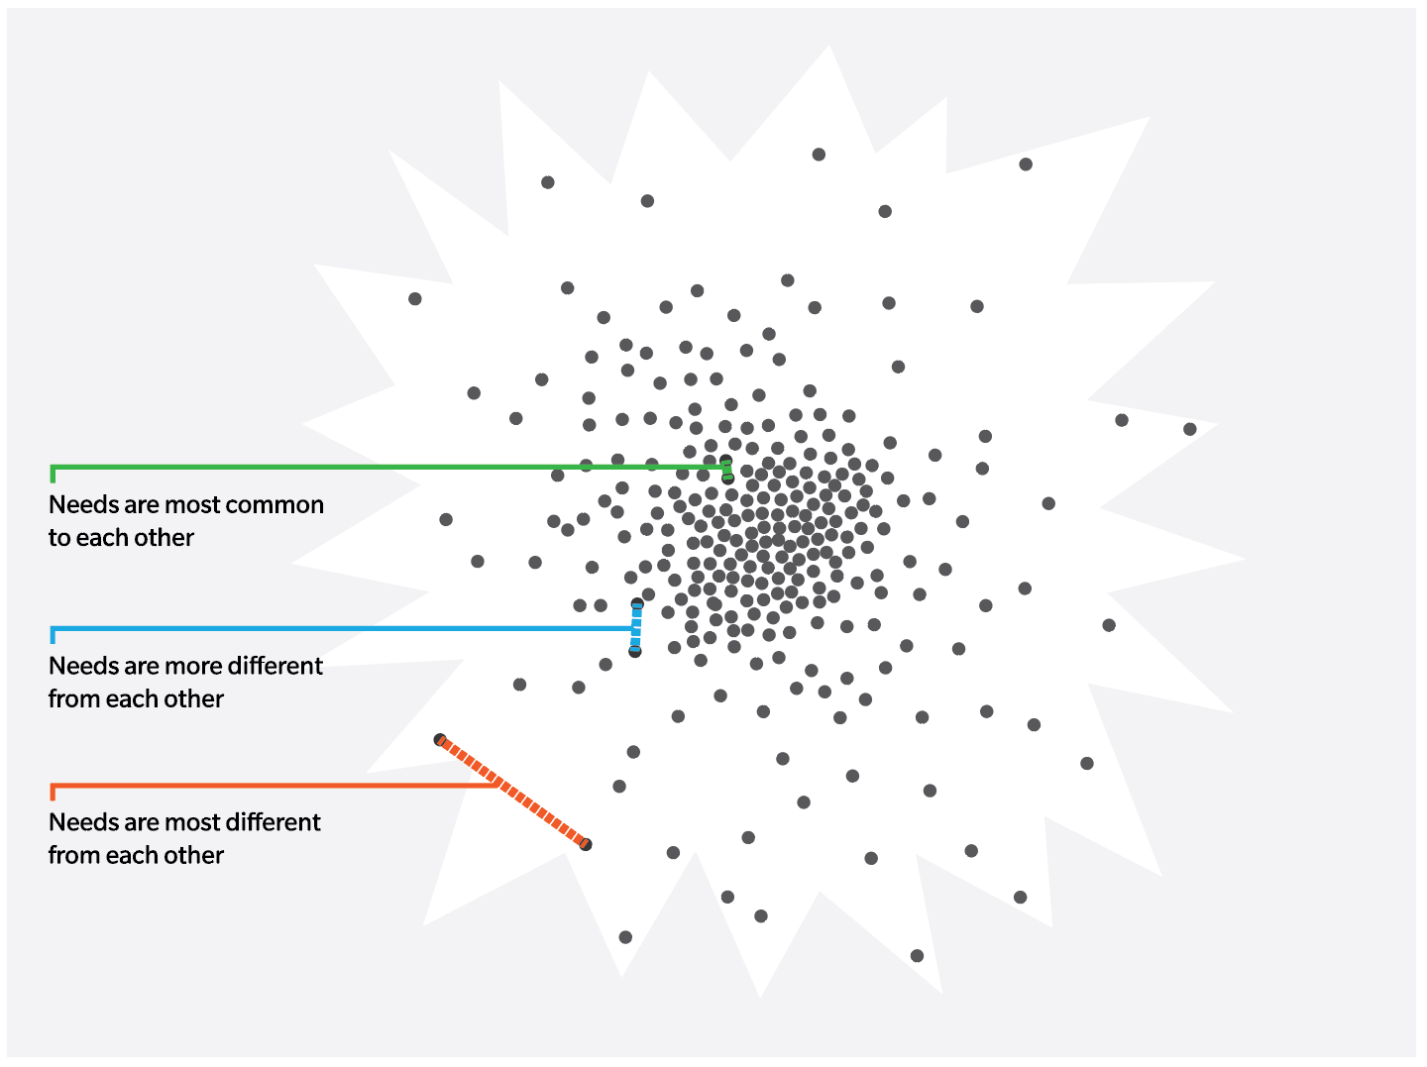 Needs are most common
to each other
Needs are more different
from each other
Needs are most different
from each other